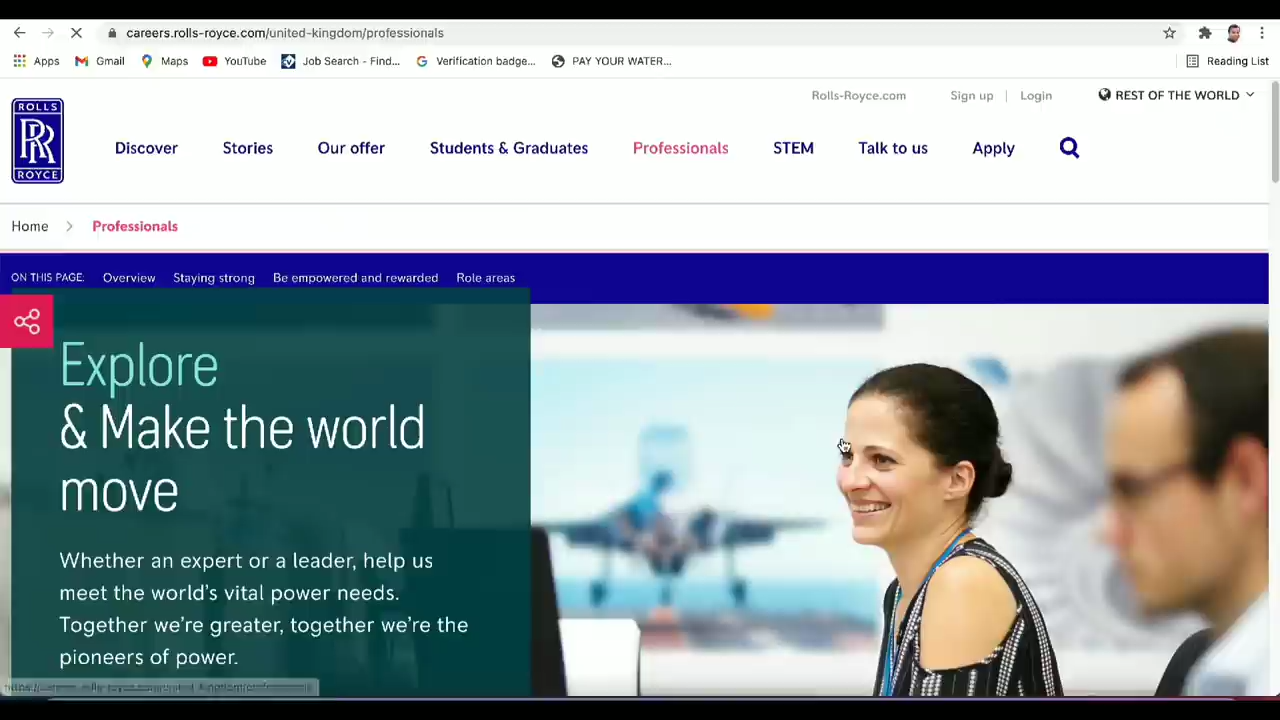 careers.rolls-royce.com/united-kingdom/professionals
Apps Gmail Maps YouTube Job Search - Find... Verification badge... PAY YOUR WATER... Reading List
Rolls-Royce.com Sign up Login REST OF THE WORLD
ROLLS
RR
ROYCE
Discover Stories Our offer Students & Graduates Professionals STEM Talk to us Apply
Home Professionals
ON THIS PAGE: Overview Staying strong Be empowered and rewarded Role areas
Explore
& Make the world
move
Whether an expert or a leader, help us
meet the world's vital power needs.
Together we're greater, together we're the
pioneers of power.